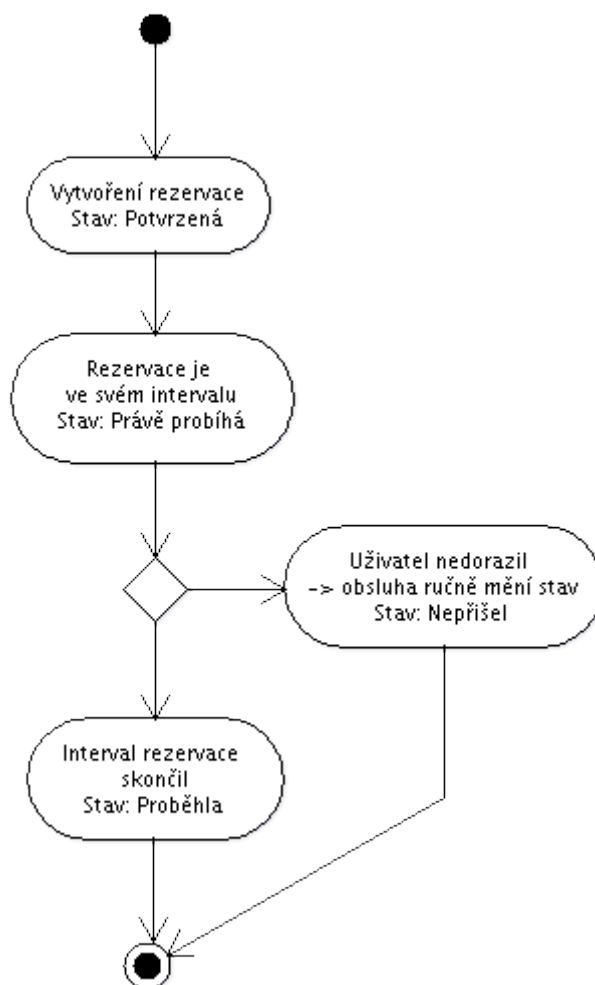 Vytvoření rezervace
Stav: Potvrzená
Rezervace je
ve svém intervalu
Stav: Právě probíhá
Uživatel nedorazil
-> obsluha ručně mění stav
Stav: Nepřišel
Interval rezervace
skončil
Stav: Proběhla